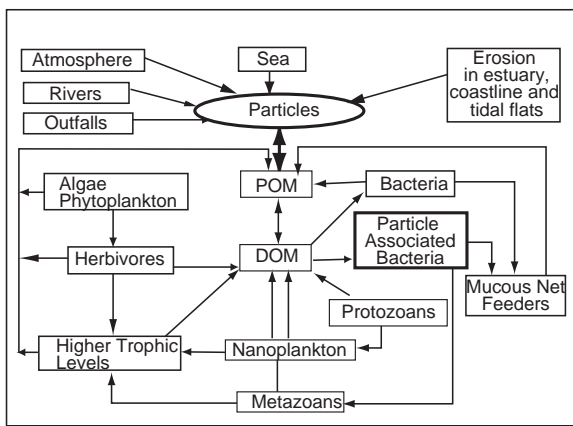 Atmosphere
Sea
Erosion
in estuary,
coastline and
tidal flats
Rivers
Particles
Outfalls
Algae
Phytoplankton
POM
Bacteria
Particle
Associated
Bacteria
Herbivores
DOM
Mucous Net
Feeders
Protozoans
Higher Trophic
Levels
Nanoplankton
Metazoans